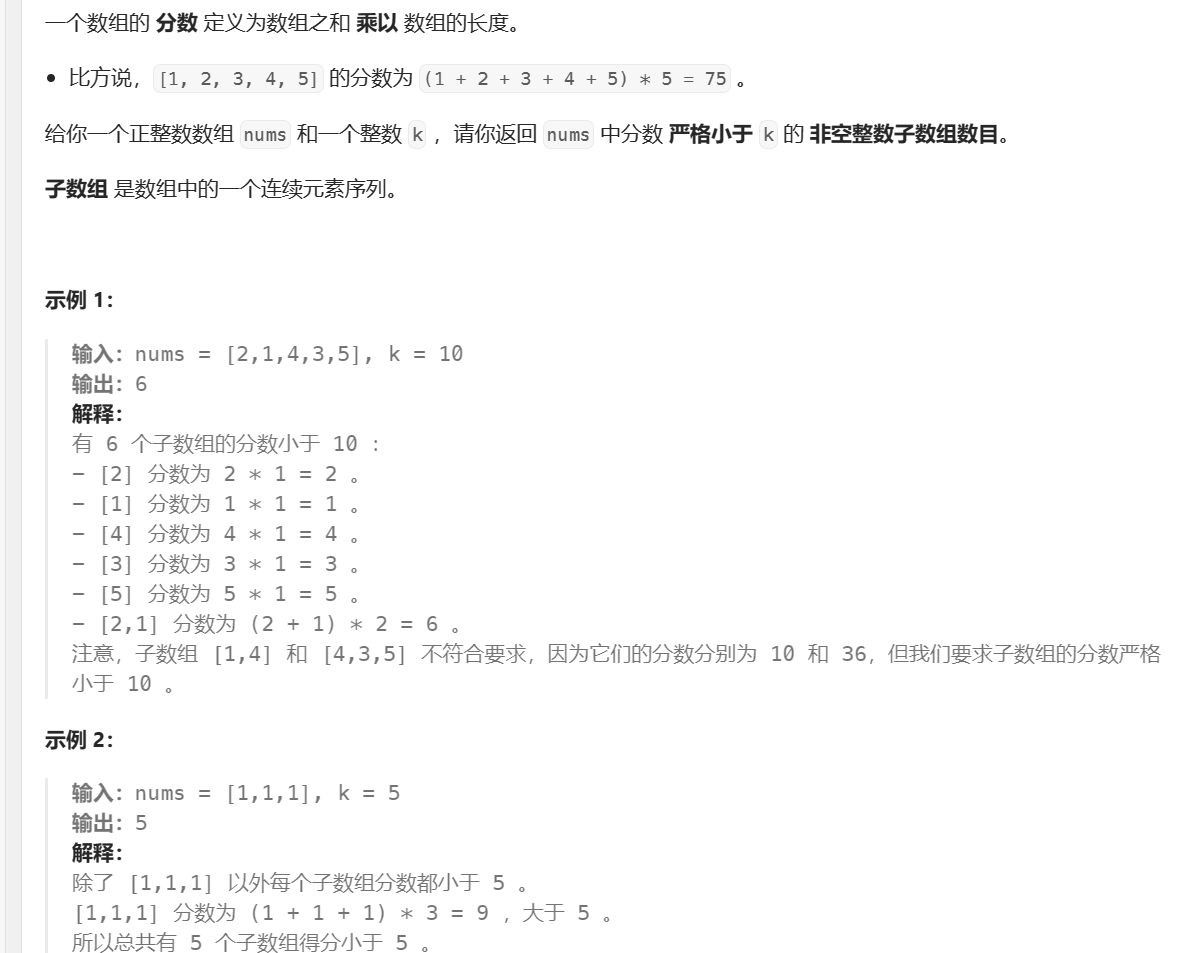 一个数组的 分数 定义为数组之和 乘以 数组的长度。
• 比方说，[1, 2, 3, 4, 5] 的分数为 (1 + 2 + 3 + 4 + 5) * 5 = 75 。
给你一个正整数数组 nums 和一个整数 k ，请你返回 nums 中分数 严格小于 k 的 非空整数子数组数目。
子数组 是数组中的一个连续元素序列。
示例 1：
输入：nums = [2,1,4,3,5], k = 10
输出：6
解释：
有 6 个子数组的分数小于 10 ：
- [2] 分数为 2 * 1 = 2 。
- [1] 分数为 1 * 1 = 1 。
- [4] 分数为 4 * 1 = 4 。
- [3] 分数为 3 * 1 = 3 。
- [5] 分数为 5 * 1 = 5 。
- [2,1] 分数为 (2 + 1) * 2 = 6 。
注意，子数组 [1,4] 和 [4,3,5] 不符合要求，因为它们的分数分别为 10 和 36，但我们要求子数组的分数严格
小于 10 。
示例 2：
输入：nums = [1,1,1], k = 5
输出：5
解释：
除了 [1,1,1] 以外每个子数组分数都小于 5 。
[1,1,1] 分数为 (1 + 1 + 1) * 3 = 9 ，大于 5 。
所以总共有 5 个子数组得分小于 5 。